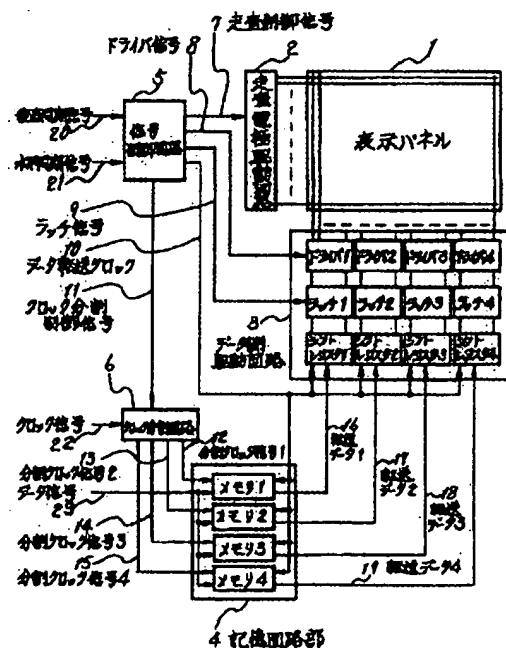 7 走査制御信号
ドライバ信号 8
2
1
5
垂直同期信号
20
信号
制御回路
水平同期信号
21
表示パネル
9
ラッチ信号
10
データ転送クロック
11
クロック分割
制御信号
ドライバ1
ドライバ2
ドライバ3
ドライバ4
ラッチ1
ラッチ2
ラッチ3
ラッチ4
シフト
レジスタ1
シフト
レジスタ2
シフト
レジスタ3
シフト
レジスタ4
3
データ側
駆動回路
6
クロック信号
22
クロック分割回路
12
分割クロック信号1
13
分割クロック信号2
データ信号
23
14
分割クロック信号3
15
分割クロック信号4
メモリ1
メモリ2
メモリ3
メモリ4
16
転送
データ1
17
転送
データ2
18
転送
データ3
19 転送データ4
4 記憶回路部